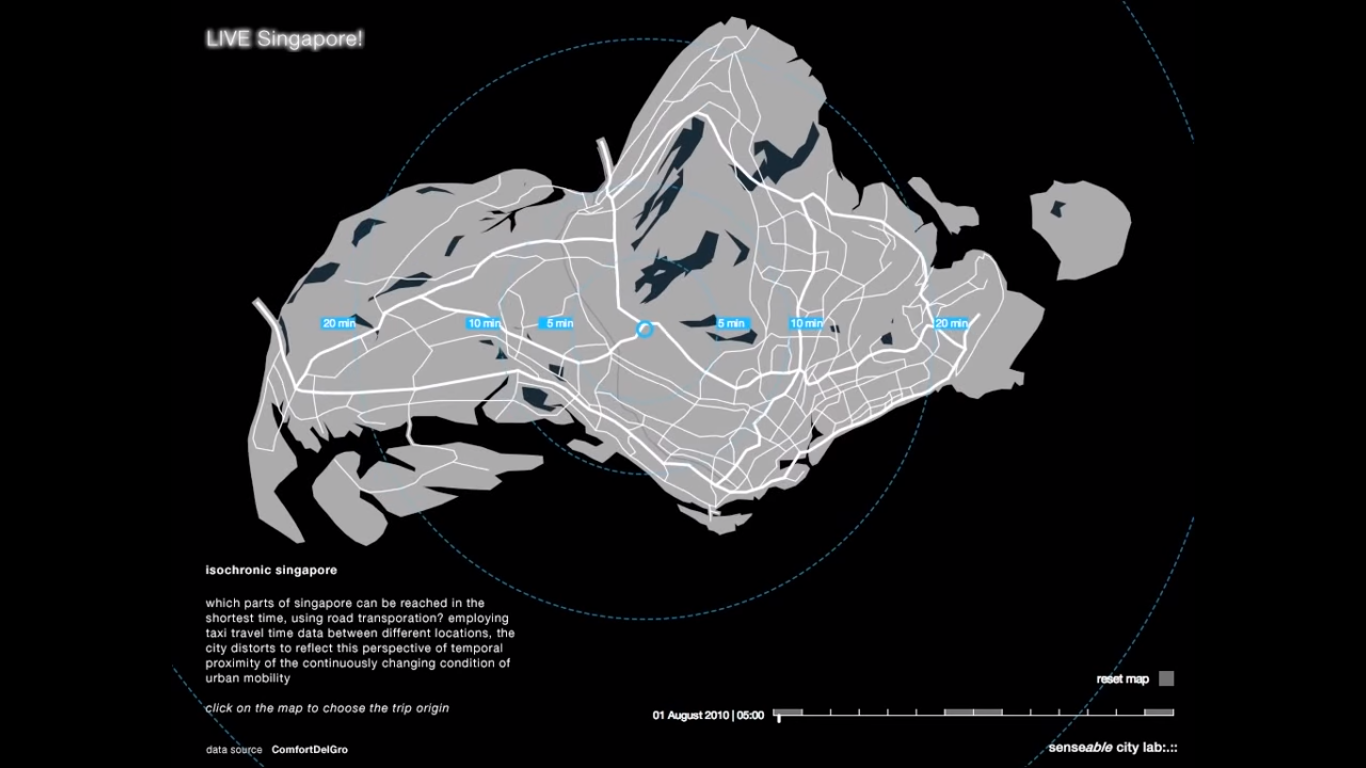 LIVE Singapore!
20 min
10 min
5 min
5 min
10 min
20 min
isochronic singapore
which parts of singapore can be reached in the
shortest time, using road transporation? employing
taxi travel time data between different locations, the
city distorts to reflect this perspective of temporal
proximity of the continuously changing condition of
urban mobility
click on the map to choose the trip origin
reset map
01 August 2010 | 05:00
data source ComfortDelGro
senseable city lab:.::